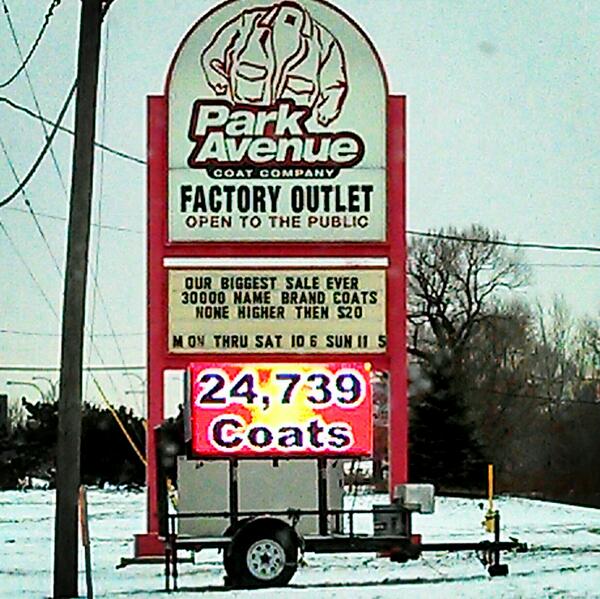 Park
Avenue
COAT COMPANY
FACTORY OUTLET
OPEN TO THE PUBLIC
OUR BIGGEST SALE EVER
30000 NAME BRAND COATS
NONE HIGHER THEN $20
MON THRU SAT 10 6 SUN 11 5
24,739
Coats